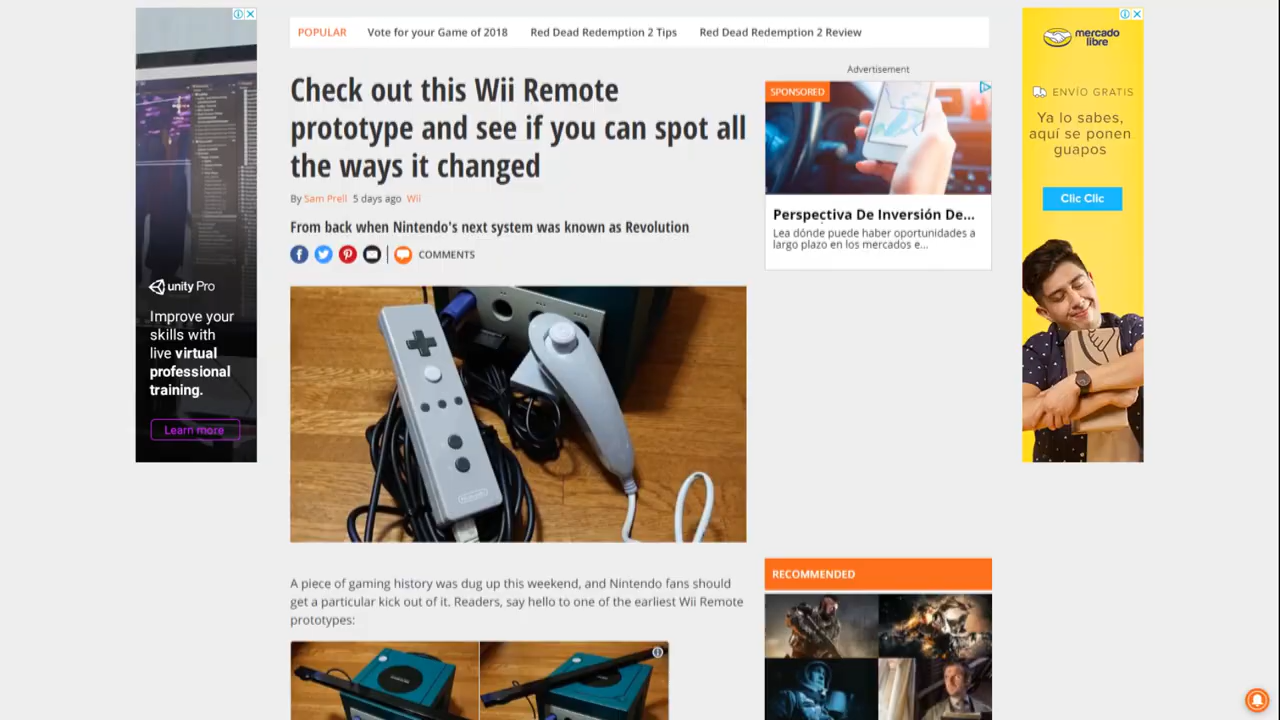 POPULAR Vote for your Game of 2018 Red Dead Redemption 2 Tips Red Dead Redemption 2 Review
Check out this Wii Remote
prototype and see if you can spot all
the ways it changed
By Sam Prell 5 days ago Wii
From back when Nintendo's next system was known as Revolution
COMMENTS
Nintendo
A piece of gaming history was dug up this weekend, and Nintendo fans should
get a particular kick out of it. Readers, say hello to one of the earliest Wii Remote
prototypes:
unity Pro
Improve your
skills with
live virtual
professional
training.
Learn more
Advertisement
SPONSORED
Perspectiva De Inversión De...
Lea dónde puede haber oportunidades a
largo plazo en los mercados e...
RECOMMENDED
mercado
libre
ENVÍO GRATIS
Ya lo sabes,
aquí se ponen
guapos
Clic Clic